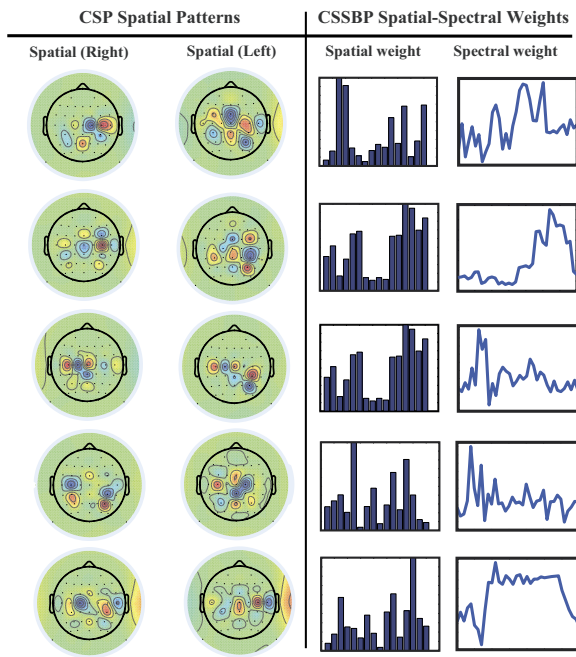 CSP Spatial Patterns
CSSBP Spatial-Spectral Weights
Spatial (Right)
Spatial (Left)
Spatial weight
Spectral weight